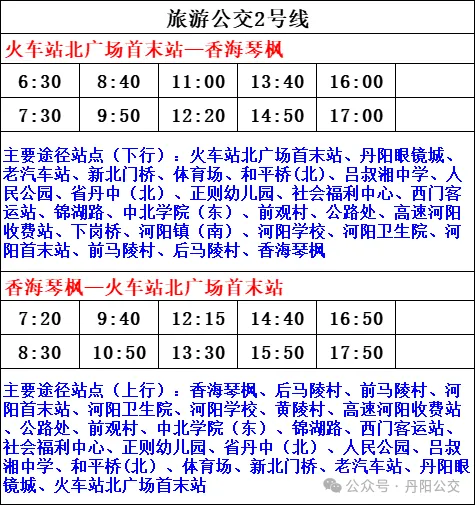 旅游公交2号线
火车站北广场首末站—香海琴枫
6:30 8:40 11:00 13:40 16:00
7:30 9:50 12:20 14:50 17:00
主要途径站点（下行）：火车站北广场首末站、丹阳眼镜城、
老汽车站、新北门桥、体育场、和平桥(北)、吕叔湘中学、人
民公园、省丹中（北）、正则幼儿园、社会福利中心、西门客
运站、锦湖路、中北学院（东）、前观村、公路处、高速河阳
收费站、下岗桥、河阳镇（南）、河阳学校、河阳卫生院、河
阳首末站、前马陵村、后马陵村、香海琴枫
香海琴枫—火车站北广场首末站
7:20 9:40 12:15 14:40 16:50
8:30 10:50 13:30 15:50 17:50
主要途径站点（上行）：香海琴枫、后马陵村、前马陵村、河
阳首末站、河阳卫生院、河阳学校、黄陵村、高速河阳收费站
、公路处、前观村、中北学院（东）、锦湖路、西门客运站、
社会福利中心、正则幼儿园、省丹中（北）、人民公园、吕叔
湘中学、和平桥(北）、体育场、新北门桥、老汽车站、丹阳眼
镜城、火车站北广场首末站
公众号·丹阳公交